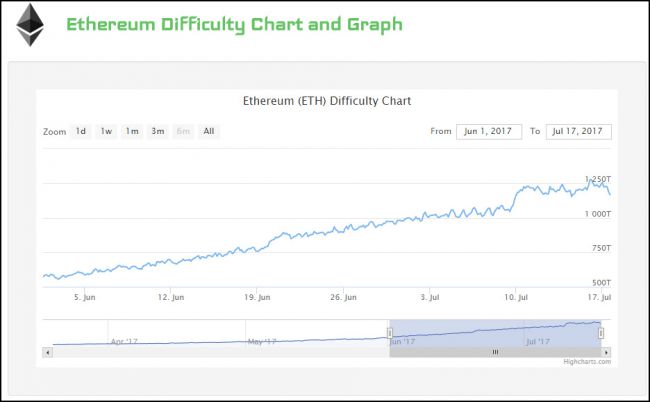 Ethereum Difficulty Chart and Graph
Ethereum (ETH) Difficulty Chart
Zoom 1d 1w 1m 3m 6m All From Jun 1, 2017 To Jul 17, 2017
1 250T
1 000T
750T
500T
5. Jun 12. Jun 19. Jun 26. Jun 3. Jul 10. Jul 17. Jul
Apr '17 May '17 Jun '17 Jul '17
Highcharts.com